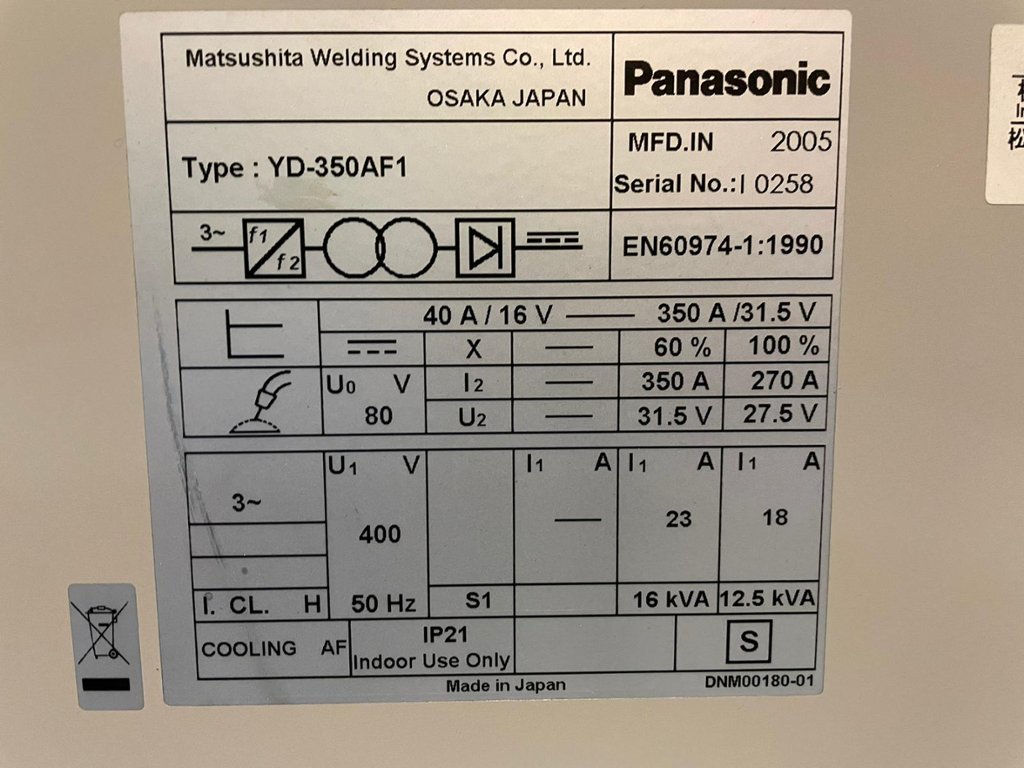 Matsushita Welding Systems Co., Ltd.
OSAKA JAPAN
Panasonic
Type : YD-350AF1
MFD.IN 2005
Serial No.:I 0258
3~ f1 f2
EN60974-1:1990
40 A / 16 V — 350 A /31.5 V
X — 60 % 100 %
U0 V I2 — 350 A 270 A
80 U2 — 31.5 V 27.5 V
U1 V I1 A I1 A I1 A
3~ 400 — 23 18
I. CL. H 50 Hz S1 16 kVA 12.5 kVA
COOLING AF IP21 S
Indoor Use Only
Made in Japan DNM00180-01
松